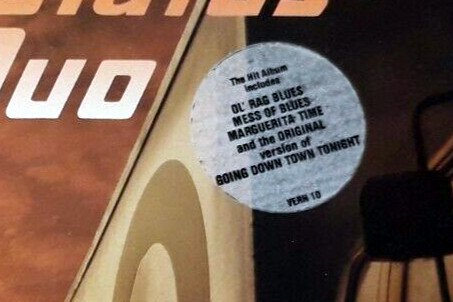 Status
Quo
The Hit Album
includes
OL' RAG BLUES
MESS OF BLUES
MARGUERITA TIME
and the ORIGINAL
version of
GOING DOWN TOWN TONIGHT
VERH 10